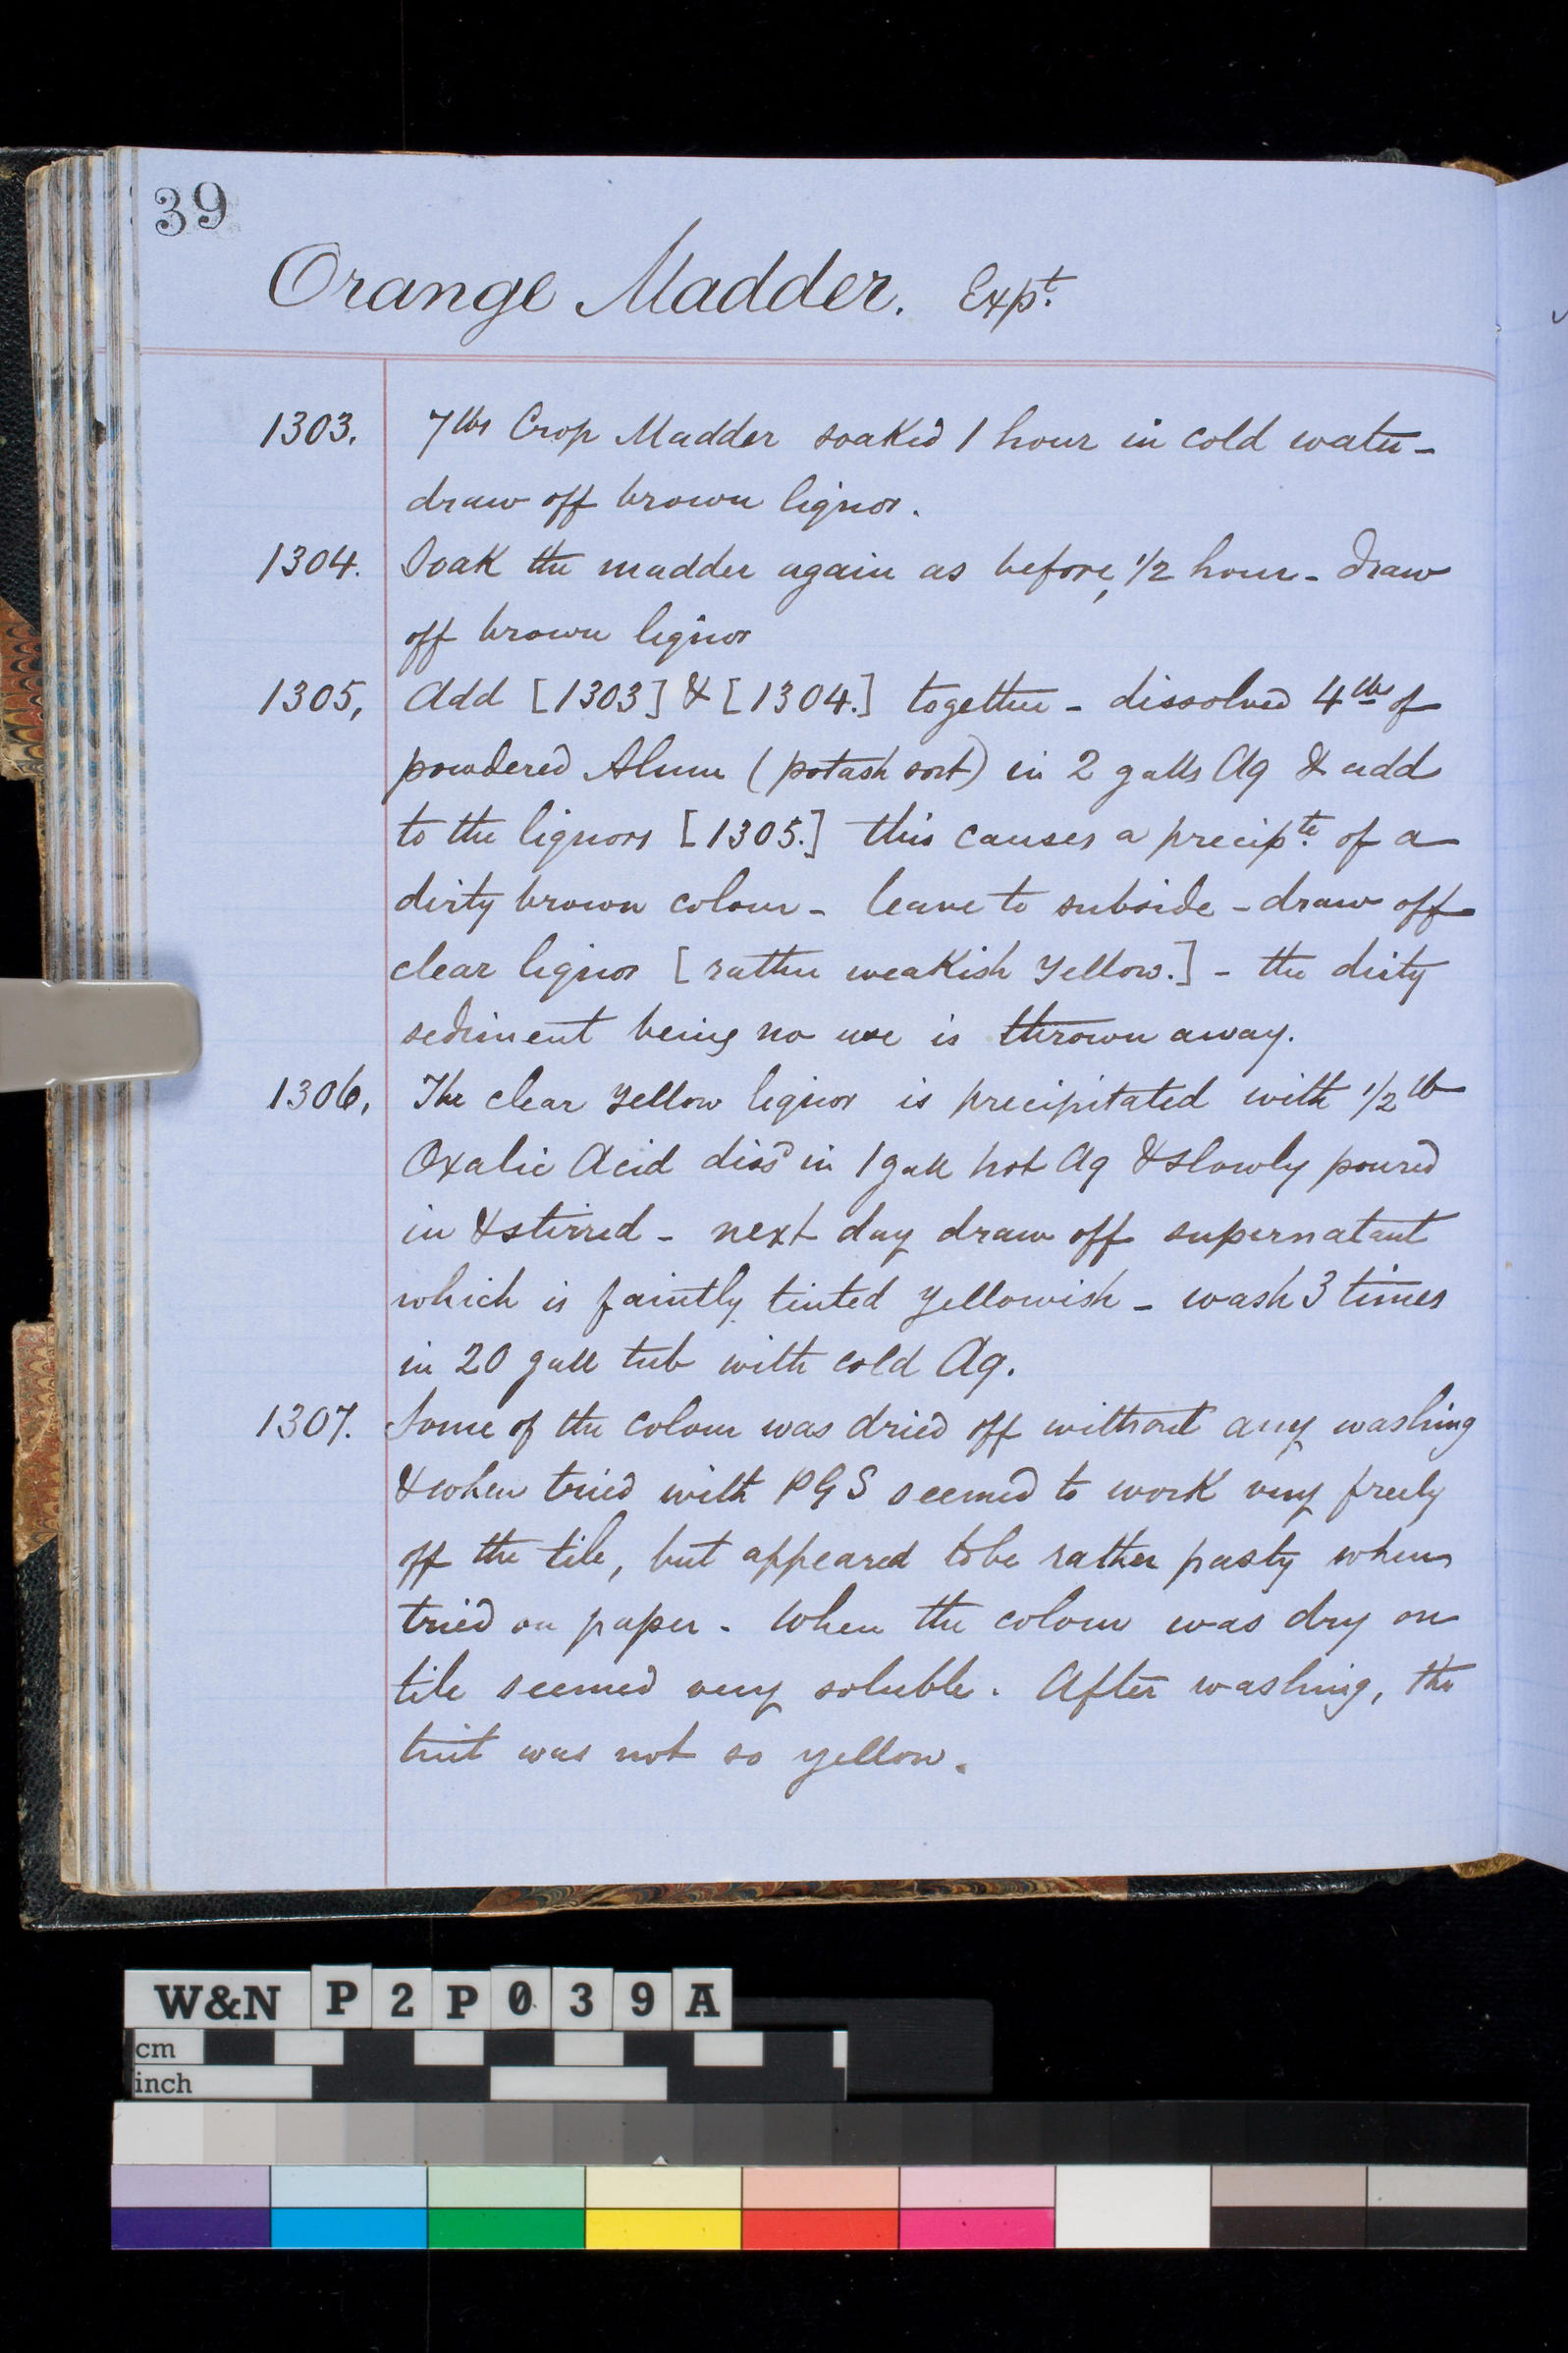 39
Orange Madder. Expt.
1303. 7lbs Crop Madder soaked 1 hour in cold water -
draw off brown liquor.
1304. Soak the madder again as before, 1/2 hour - draw
off brown liquor
1305, Add [1303] & [1304.] together - dissolved 4lbs of
powdered Alum (potash sort) in 2 galls Aq & add
to the liquors [1305.] this causes a precipte. of a
dirty brown colour - leave to subside - draw off
clear liquor [rather weakish Yellow.] - the dirty
sediment being no use is thrown away.
1306, The clear Yellow liquor is precipitated with 1/2 lb
Oxalic Acid dissd in 1 gall hot Aq & slowly poured
in & stirred - next day draw off supernatant
which is faintly tinted yellowish - wash 3 times
in 20 gall tub with cold Aq.
1307. Some of the colour was dried off without any washing
& when tried with PGS seemed to work very freely
off the tile, but appeared to be rather pasty when
tried on paper. When the colour was dry on
tile seemed very soluble. After washing, the
tint was not so yellow.
W&N P2P039A
cm
inch